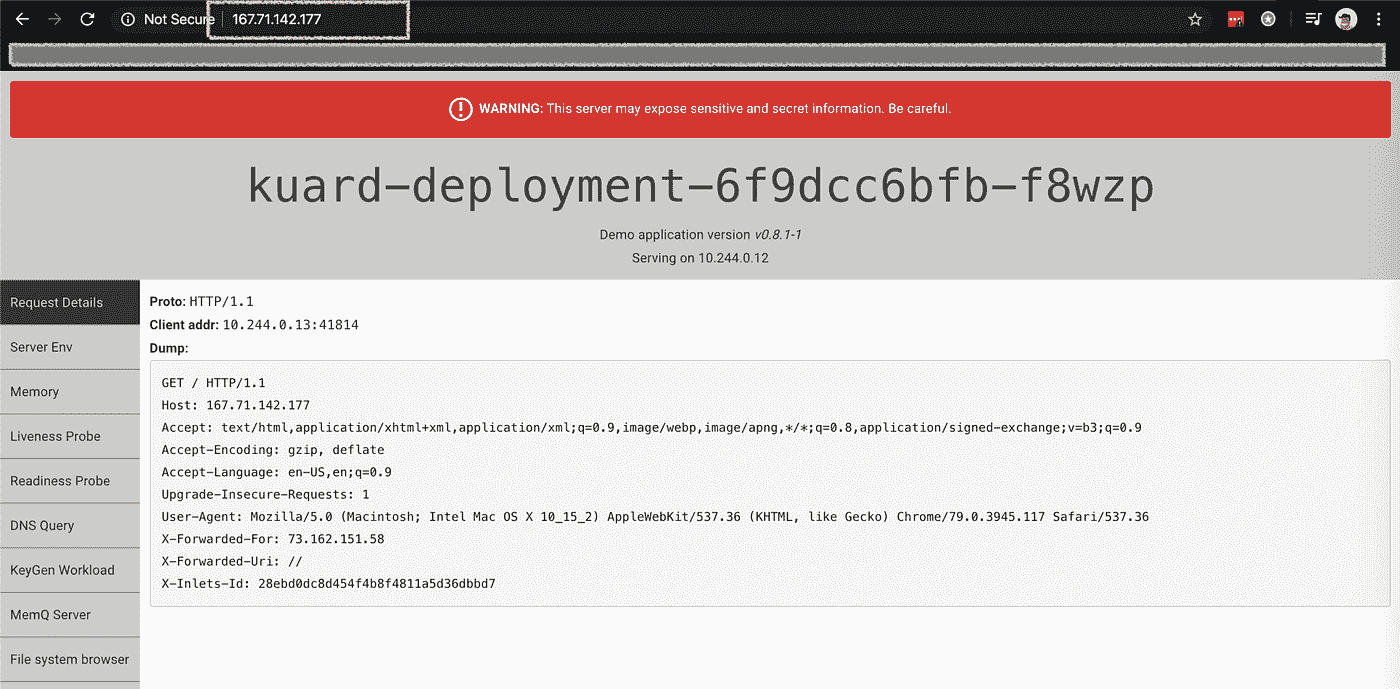 Not Secure 167.71.142.177
WARNING: This server may expose sensitive and secret information. Be careful.
kuard-deployment-6f9dcc6bfb-f8wzp
Demo application version v0.8.1-1
Serving on 10.244.0.12
Request Details
Server Env
Memory
Liveness Probe
Readiness Probe
DNS Query
KeyGen Workload
MemQ Server
File system browser
Proto: HTTP/1.1
Client addr: 10.244.0.13:41814
Dump:
GET / HTTP/1.1
Host: 167.71.142.177
Accept: text/html,application/xhtml+xml,application/xml;q=0.9,image/webp,image/apng,*/*;q=0.8,application/signed-exchange;v=b3;q=0.9
Accept-Encoding: gzip, deflate
Accept-Language: en-US,en;q=0.9
Upgrade-Insecure-Requests: 1
User-Agent: Mozilla/5.0 (Macintosh; Intel Mac OS X 10_15_2) AppleWebKit/537.36 (KHTML, like Gecko) Chrome/79.0.3945.117 Safari/537.36
X-Forwarded-For: 73.162.151.58
X-Forwarded-Uri: //
X-Inlets-Id: 28ebd0dc8d454f4b8f4811a5d36dbbd7